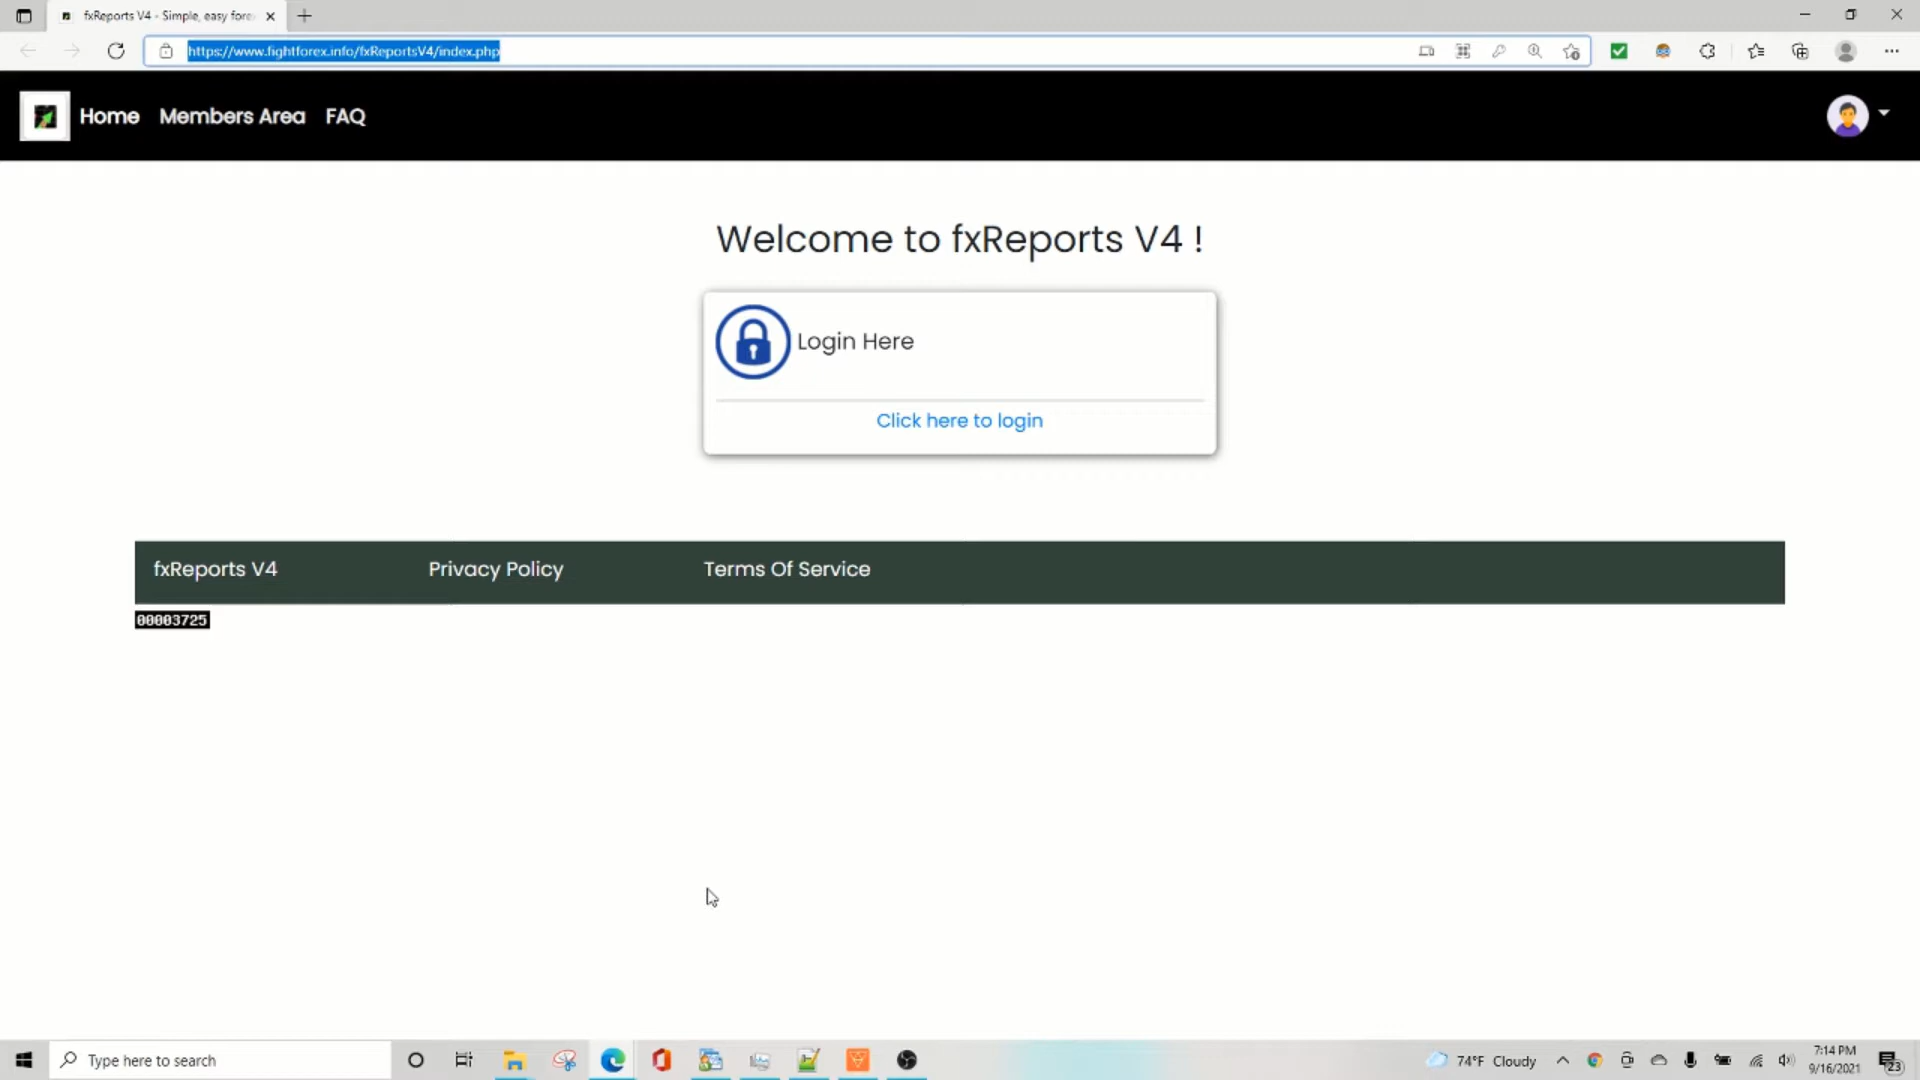 fxReports V4 - Simple, easy fore
https://www.fightforex.info/fxReportsV4/index.php
Home Members Area FAQ
Welcome to fxReports V4 !
Login Here
Click here to login
fxReports V4 Privacy Policy Terms Of Service
00003725
Type here to search
74°F Cloudy
7:14 PM
9/16/2021
23